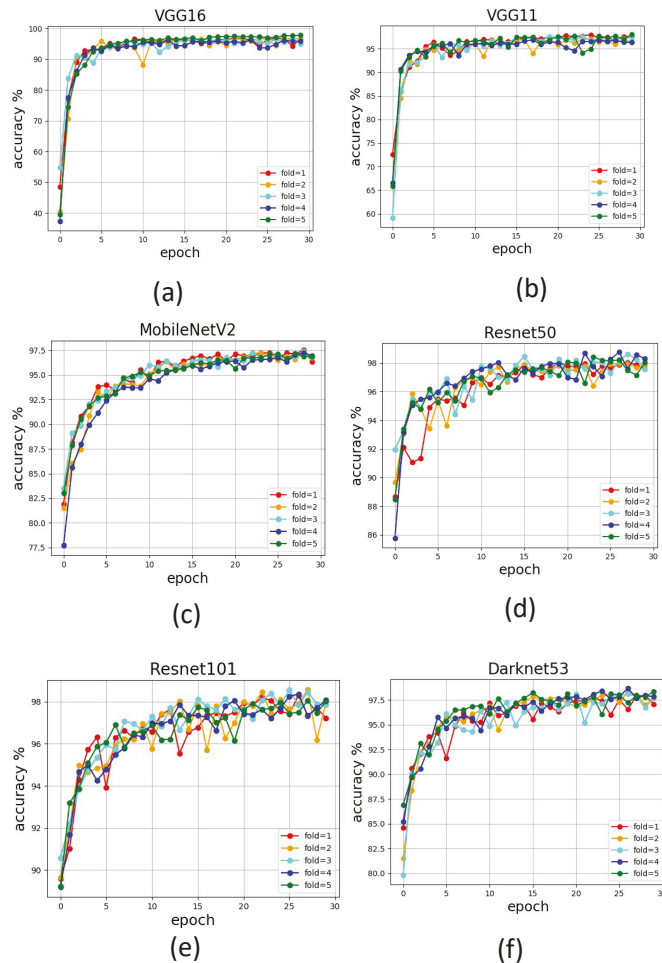 VGG16
accuracy %
100
90
80
70
60
50
40
0 5 10 15 20 25 30
epoch
fold=1
fold=2
fold=3
fold=4
fold=5
(a)
VGG11
accuracy %
95
90
85
80
75
70
65
60
0 5 10 15 20 25 30
epoch
fold=1
fold=2
fold=3
fold=4
fold=5
(b)
MobileNetV2
accuracy %
97.5
95.0
92.5
90.0
87.5
85.0
82.5
80.0
77.5
0 5 10 15 20 25 30
epoch
fold=1
fold=2
fold=3
fold=4
fold=5
(c)
Resnet50
accuracy %
98
96
94
92
90
88
86
0 5 10 15 20 25 30
epoch
fold=1
fold=2
fold=3
fold=4
fold=5
(d)
Resnet101
accuracy %
98
96
94
92
90
0 5 10 15 20 25 30
epoch
fold=1
fold=2
fold=3
fold=4
fold=5
(e)
Darknet53
accuracy %
97.5
95.0
92.5
90.0
87.5
85.0
82.5
80.0
0 5 10 15 20 25 30
epoch
fold=1
fold=2
fold=3
fold=4
fold=5
(f)